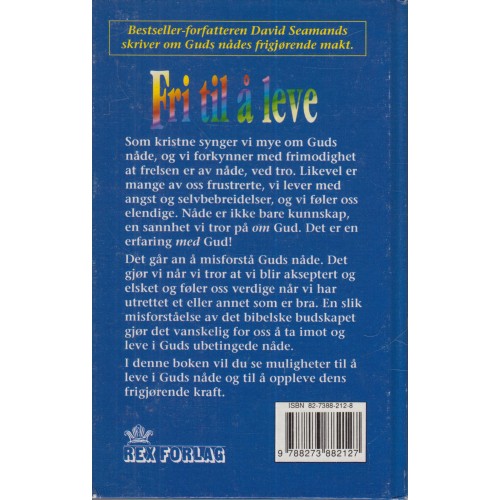 Bestseller-forfatteren David Seamands
skriver om Guds nådes frigjørende makt.
Fri til å leve
Som kristne synger vi mye om Guds
nåde, og vi forkynner med frimodighet
at frelsen er av nåde, ved tro. Likevel er
mange av oss frustrerte, vi lever med
angst og selvbebreidelser, og vi føler oss
elendige. Nåde er ikke bare kunnskap,
en sannhet vi tror på om Gud. Det er en
erfaring med Gud!
Det går an å misforstå Guds nåde. Det
gjør vi når vi tror at vi blir akseptert og
elsket og føler oss verdige når vi har
utrettet et eller annet som er bra. En slik
misforståelse av det bibelske budskapet
gjør det vanskelig for oss å ta imot og
leve i Guds ubetingede nåde.
I denne boken vil du se muligheter til å
leve i Guds nåde og til å oppleve dens
frigjørende kraft.
ISBN 82-7388-212-8
9 788273 882127
REX FORLAG